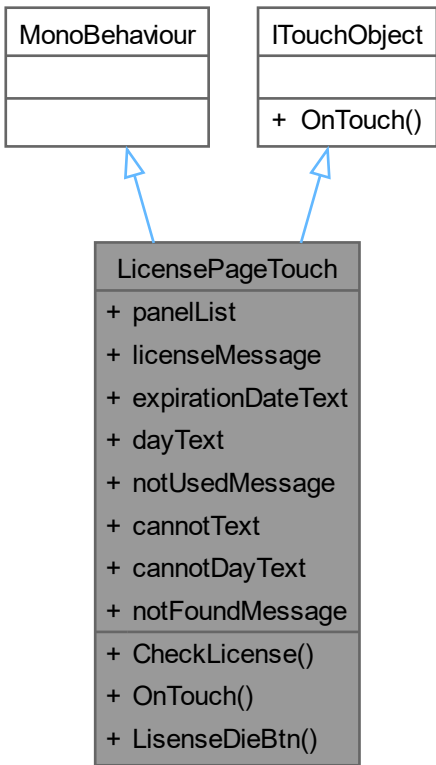 MonoBehaviour
ITouchObject
+ OnTouch()
LicensePageTouch
+ panelList
+ licenseMessage
+ expirationDateText
+ dayText
+ notUsedMessage
+ cannotText
+ cannotDayText
+ notFoundMessage
+ CheckLicense()
+ OnTouch()
+ LisenseDieBtn()